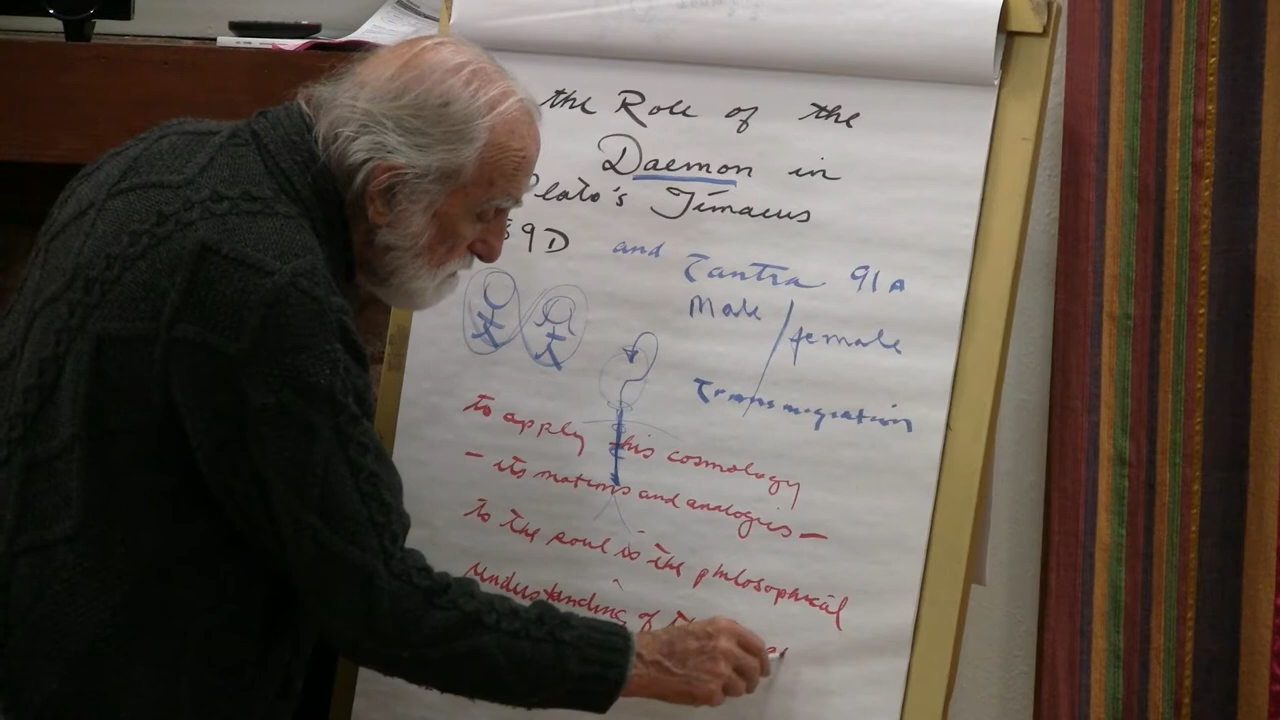 the Role of the
Daemon in
Plato's Timaeus
89D and Tantra 91A
Male / female
Transmigration
to apply this cosmology
– its motions and analogies –
to the soul is the philosophical
understanding of